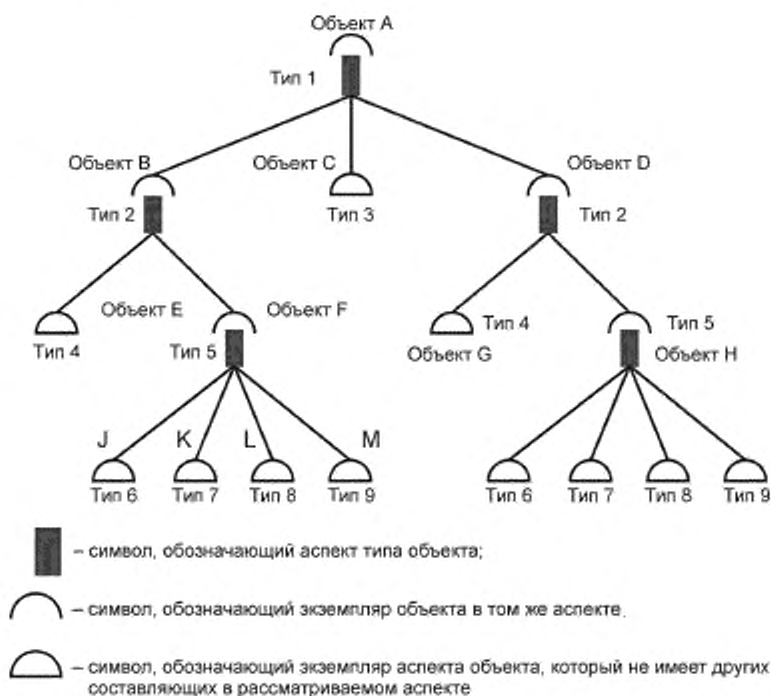 Объект A
Тип 1
Объект B
Объект C
Объект D
Тип 2
Тип 3
Тип 2
Объект E
Объект F
Тип 4
Тип 5
Тип 4
Тип 5
Объект G
Объект H
J K L M
Тип 6 Тип 7 Тип 8 Тип 9
Тип 6 Тип 7 Тип 8 Тип 9
– символ, обозначающий аспект типа объекта;
– символ, обозначающий экземпляр объекта в том же аспекте.
– символ, обозначающий экземпляр аспекта объекта, который не имеет других
составляющих в рассматриваемом аспекте